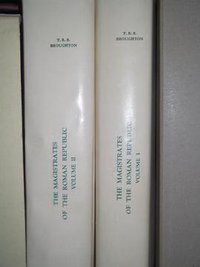 T. R. S.
BROUGHTON
THE MAGISTRATES
OF THE ROMAN REPUBLIC
VOLUME II
T. R. S.
BROUGHTON
THE MAGISTRATES
OF THE ROMAN REPUBLIC
VOLUME I